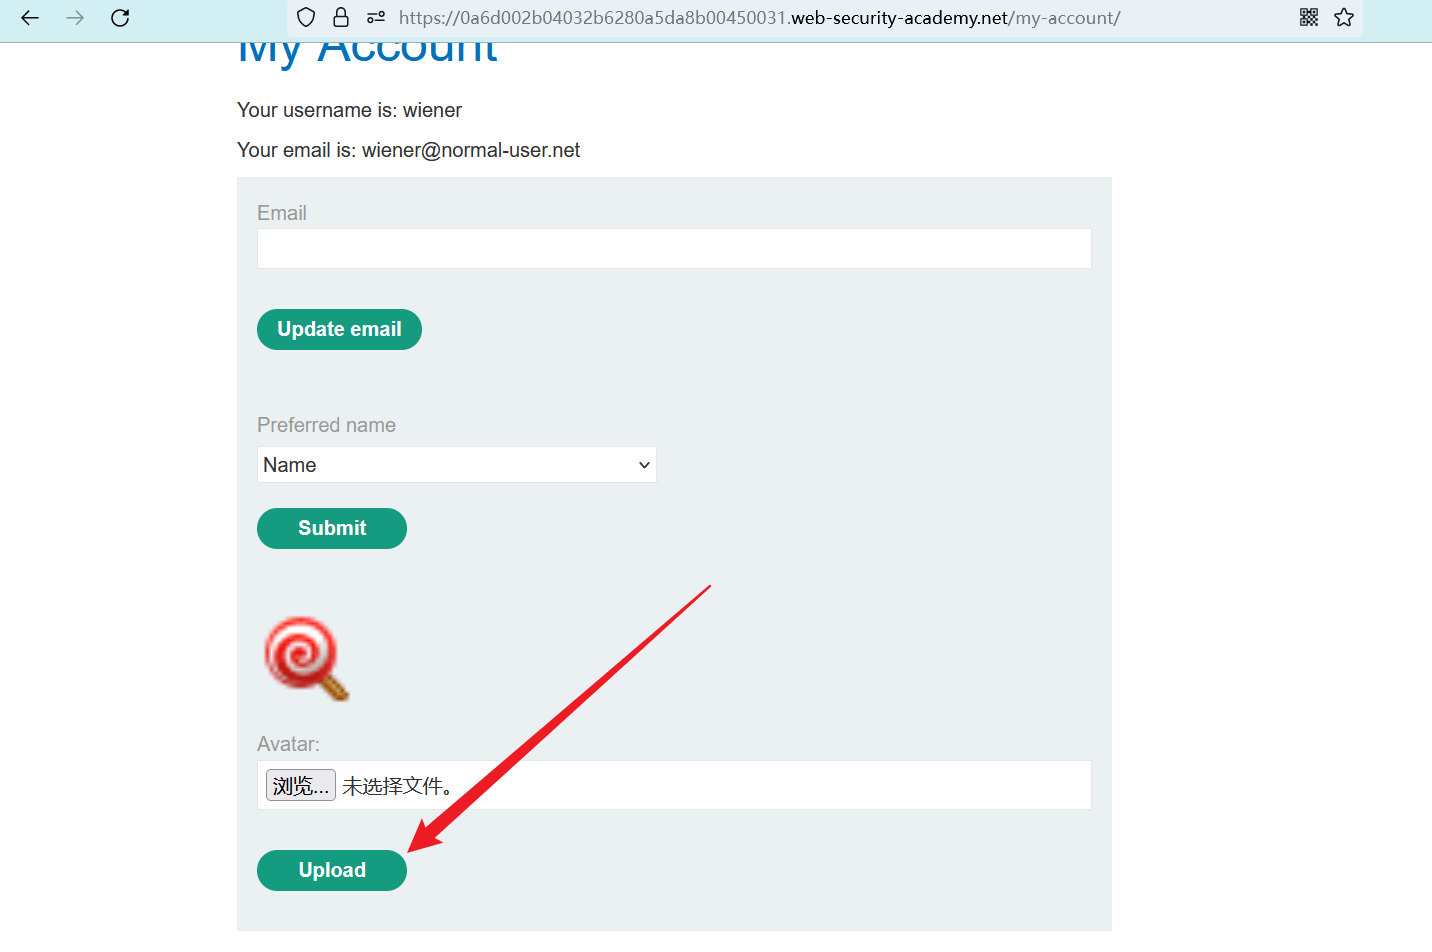 https://0a6d002b04032b6280a5da8b00450031.web-security-academy.net/my-account/
My Account
Your username is: wiener
Your email is: wiener@normal-user.net
Email
Update email
Preferred name
Name
Submit
Avatar:
浏览... 未选择文件。
Upload